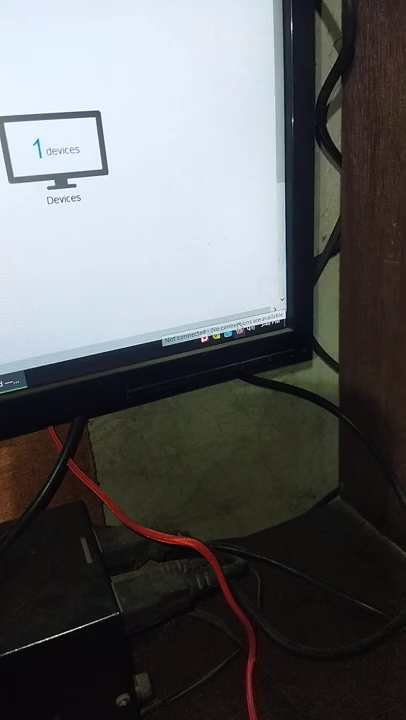 1 devices
Devices
Not connected - No connections are available